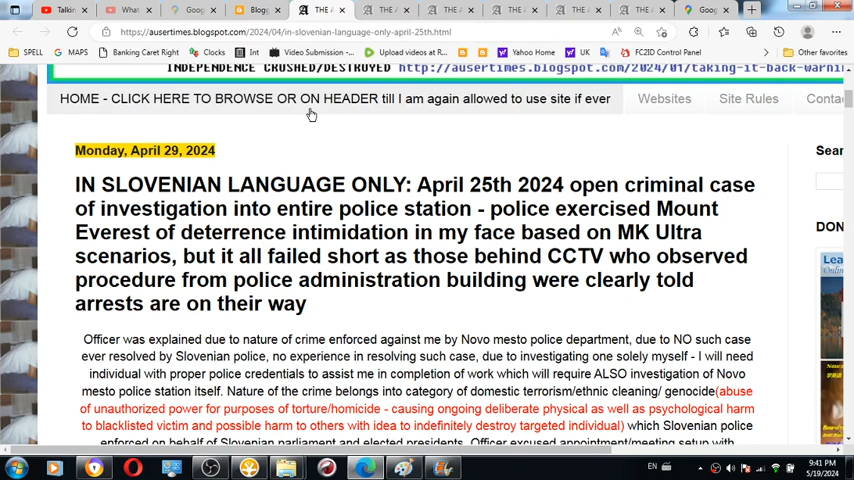 Talkin
What
Googl
Blogg
THE A
THE A
THE A
THE A
THE A
THE A
THE A
Googl
https://ausertimes.blogspot.com/2024/04/in-slovenian-language-only-april-25th.html
SPELL
MAPS
Banking Caret Right
Clocks
Int
Video Submission-...
Upload videos at R...
B
B
Yahoo Home
UK
FC2ID Control Panel
Other favorites
INDEPENDENCE CRUSHED/DESTROYED http://ausertimes.blogspot.com/2024/01/taking-it-back-warni
HOME - CLICK HERE TO BROWSE OR ON HEADER till I am again allowed to use site if ever
Websites
Site Rules
Conta
Monday, April 29, 2024
Sear
IN SLOVENIAN LANGUAGE ONLY: April 25th 2024 open criminal case
of investigation into entire police station - police exercised Mount
Everest of deterrence intimidation in my face based on MK Ultra
scenarios, but it all failed short as those behind CCTV who observed
procedure from police administration building were clearly told
arrests are on their way
DON
Lea
Officer was explained due to nature of crime enforced against me by Novo mesto police department, due to NO such case
ever resolved by Slovenian police, no experience in resolving such case, due to investigating one solely myself - I will need
individual with proper police credentials to assist me in completion of work which will require ALSO investigation of Novo
mesto police station itself. Nature of the crime belongs into category of domestic terrorism/ethnic cleaning/ genocide(abuse
of unauthorized power for purposes of torture/homicide - causing ongoing deliberate physical as well as psychological harm
to blacklisted victim and possible harm to others with idea to indefinitely destroy targeted individual) which Slovenian police
enforced on behalf of Slovenian parliament and elected presidents. Officer excused appointment/meeting setup with
EN
9:41 PM
5/19/2024